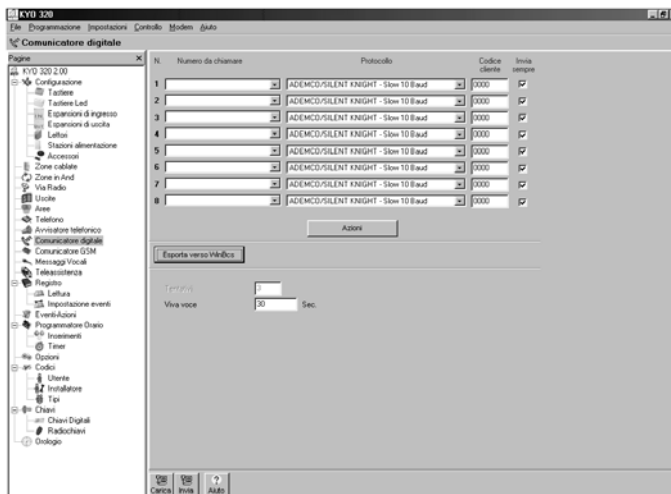 KYO 320
File Programmazione Impostazioni Controllo Modem Aiuto
Comunicatore digitale
Pagine
KYO 320 2.00
Configurazione
Tastiere
Tastiere Led
Espansioni di ingresso
Espansioni di uscita
Lettori
Stazioni alimentazione
Accessori
Zone cablate
Zone in And
Via Radio
Uscite
Aree
Telefono
Avvisatore telefonico
Comunicatore digitale
Comunicatore GSM
Messaggi Vocali
Teleassistenza
Registro
Lettura
Impostazione eventi
Eventi-Azioni
Programmatore Orario
Inserimenti
Timer
Opzioni
Codici
Utente
Installatore
Tipi
Chiavi
Chiavi Digitali
Radiochiavi
Orologio
N. Numero da chiamare Protocollo Codice cliente Invia sempre
1 ADEMCO/SILENT KNIGHT - Slow 10 Baud 0000
2 ADEMCO/SILENT KNIGHT - Slow 10 Baud 0000
3 ADEMCO/SILENT KNIGHT - Slow 10 Baud 0000
4 ADEMCO/SILENT KNIGHT - Slow 10 Baud 0000
5 ADEMCO/SILENT KNIGHT - Slow 10 Baud 0000
6 ADEMCO/SILENT KNIGHT - Slow 10 Baud 0000
7 ADEMCO/SILENT KNIGHT - Slow 10 Baud 0000
8 ADEMCO/SILENT KNIGHT - Slow 10 Baud 0000
Azioni
Esporta verso WinBcs
Tentativi 3
Viva voce 30 Sec.
Carica Invia Aiuto